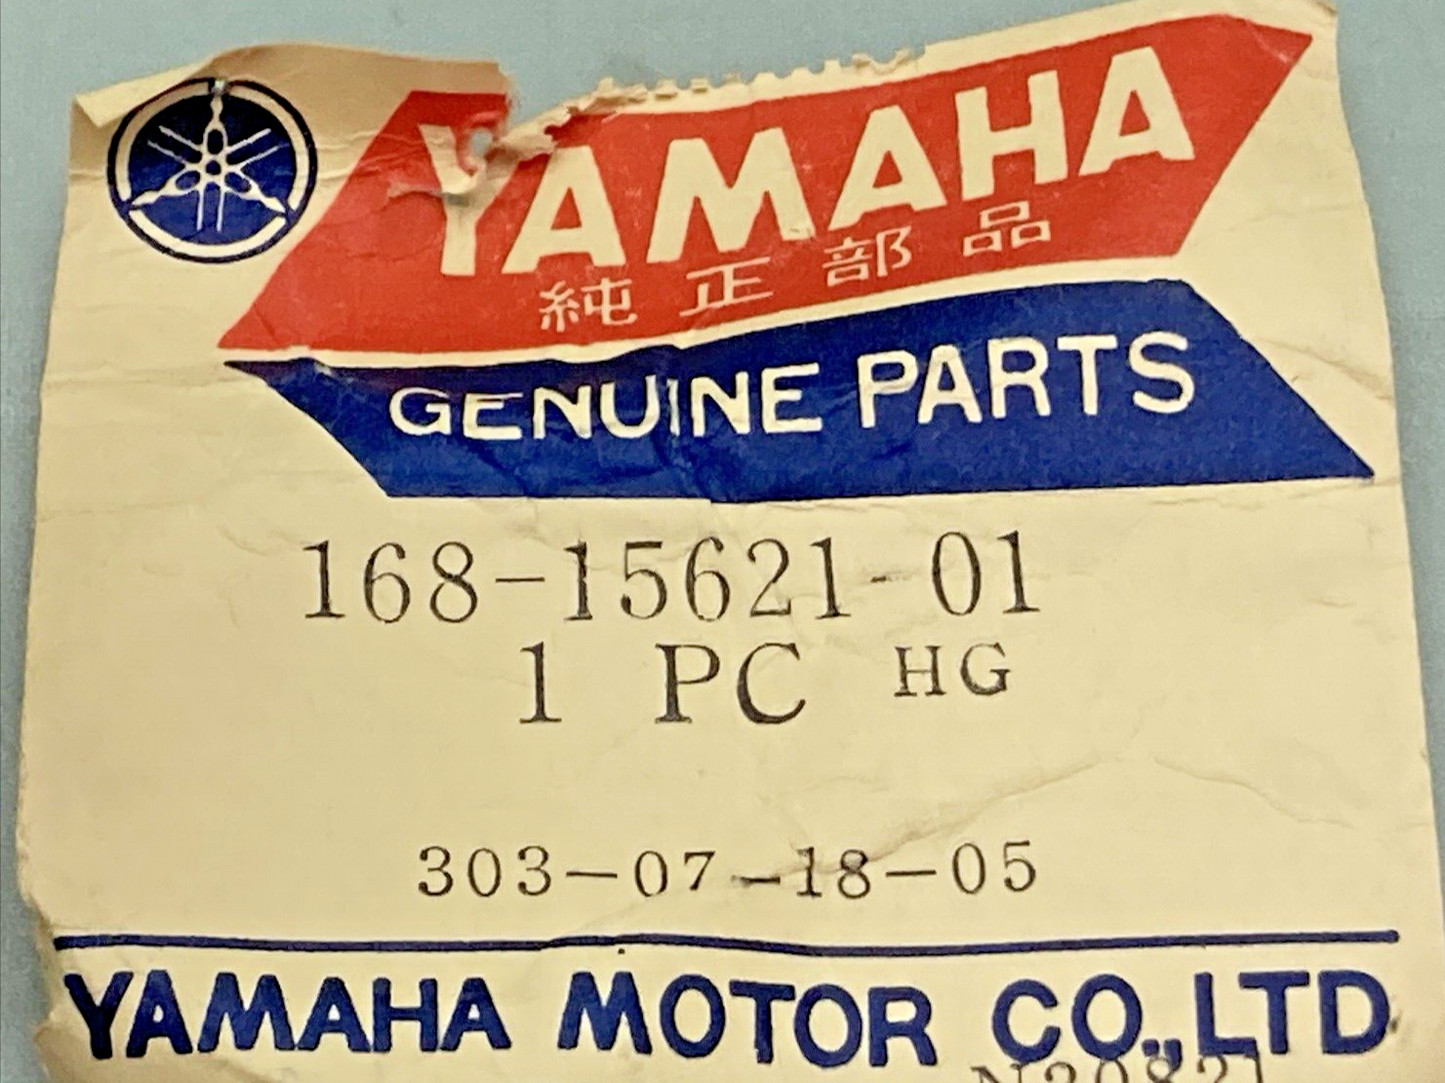 YAMAHA
純正部品
GENUINE PARTS
168-15621-01
1 PC HG
303-07-18-05
YAMAHA MOTOR CO.,LTD